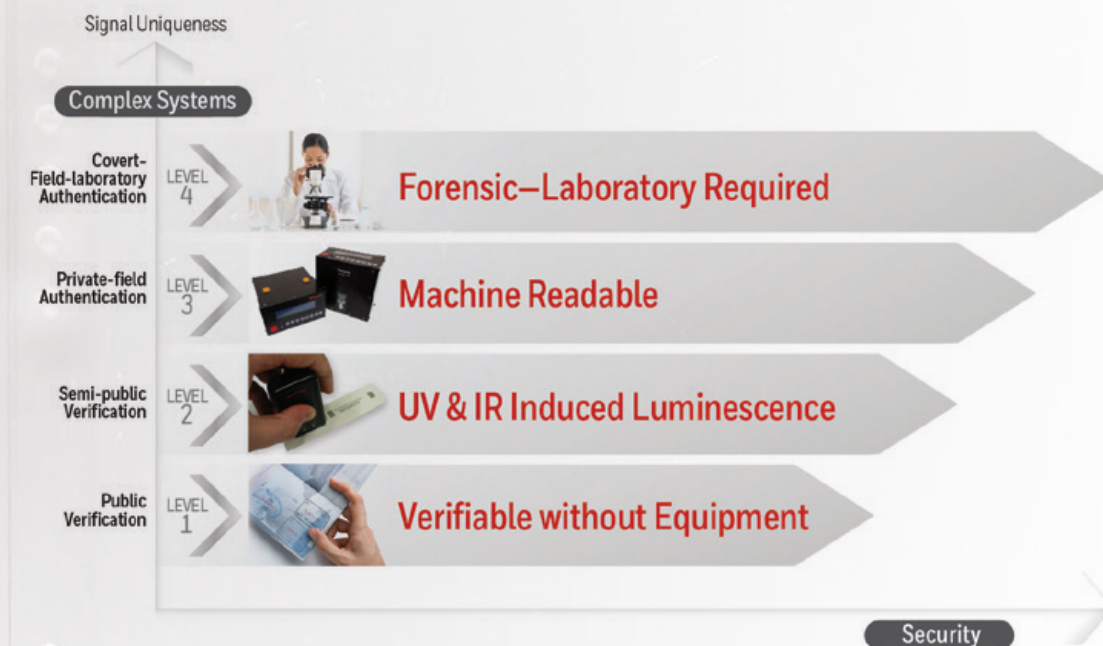 Signal Uniqueness
Complex Systems
Covert-
Field-laboratory
Authentication
LEVEL
4
Forensic–Laboratory Required
Private-field
Authentication
LEVEL
3
Machine Readable
Semi-public
Verification
LEVEL
2
UV & IR Induced Luminescence
Public
Verification
LEVEL
1
Verifiable without Equipment
Security